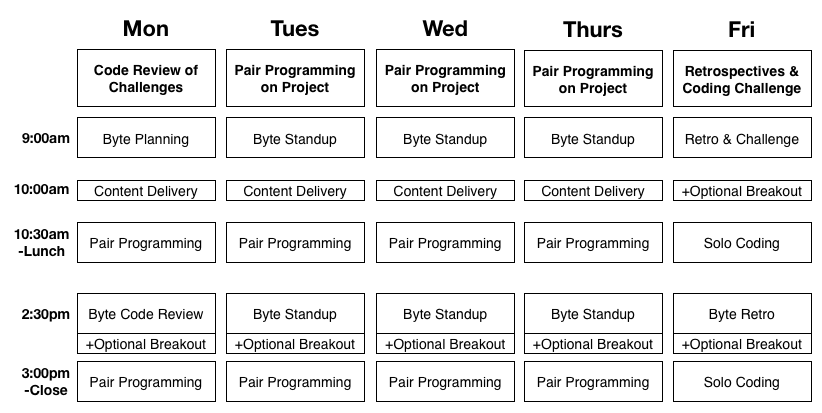 Mon Tues Wed Thurs Fri
Code Review of Challenges Pair Programming on Project Pair Programming on Project Pair Programming on Project Retrospectives & Coding Challenge
9:00am Byte Planning Byte Standup Byte Standup Byte Standup Retro & Challenge
10:00am Content Delivery Content Delivery Content Delivery Content Delivery +Optional Breakout
10:30am -Lunch Pair Programming Pair Programming Pair Programming Pair Programming Solo Coding
2:30pm Byte Code Review Byte Standup Byte Standup Byte Standup Byte Retro
+Optional Breakout +Optional Breakout +Optional Breakout +Optional Breakout +Optional Breakout
3:00pm -Close Pair Programming Pair Programming Pair Programming Pair Programming Solo Coding